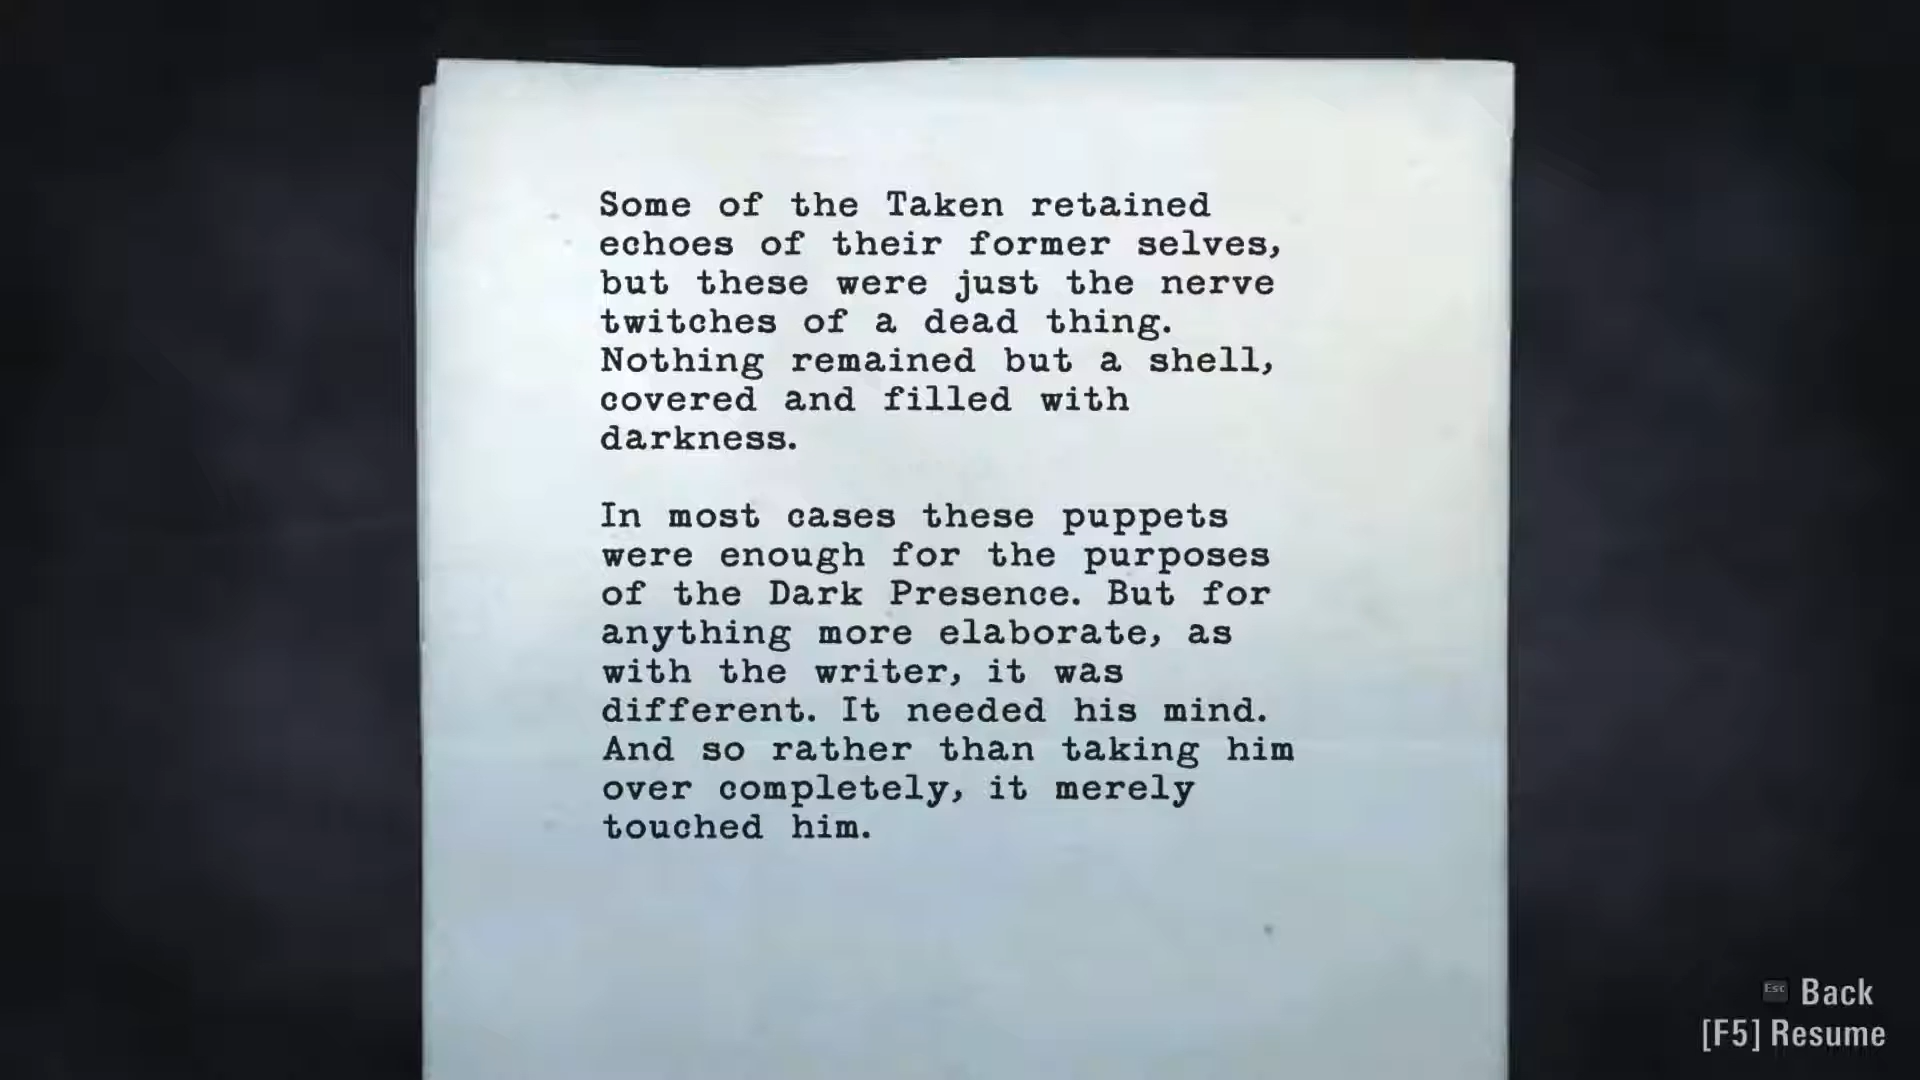 Some of the Taken retained
echoes of their former selves,
but these were just the nerve
twitches of a dead thing.
Nothing remained but a shell,
covered and filled with
darkness.
In most cases these puppets
were enough for the purposes
of the Dark Presence. But for
anything more elaborate, as
with the writer, it was
different. It needed his mind.
And so rather than taking him
over completely, it merely
touched him.
Esc Back
[F5] Resume